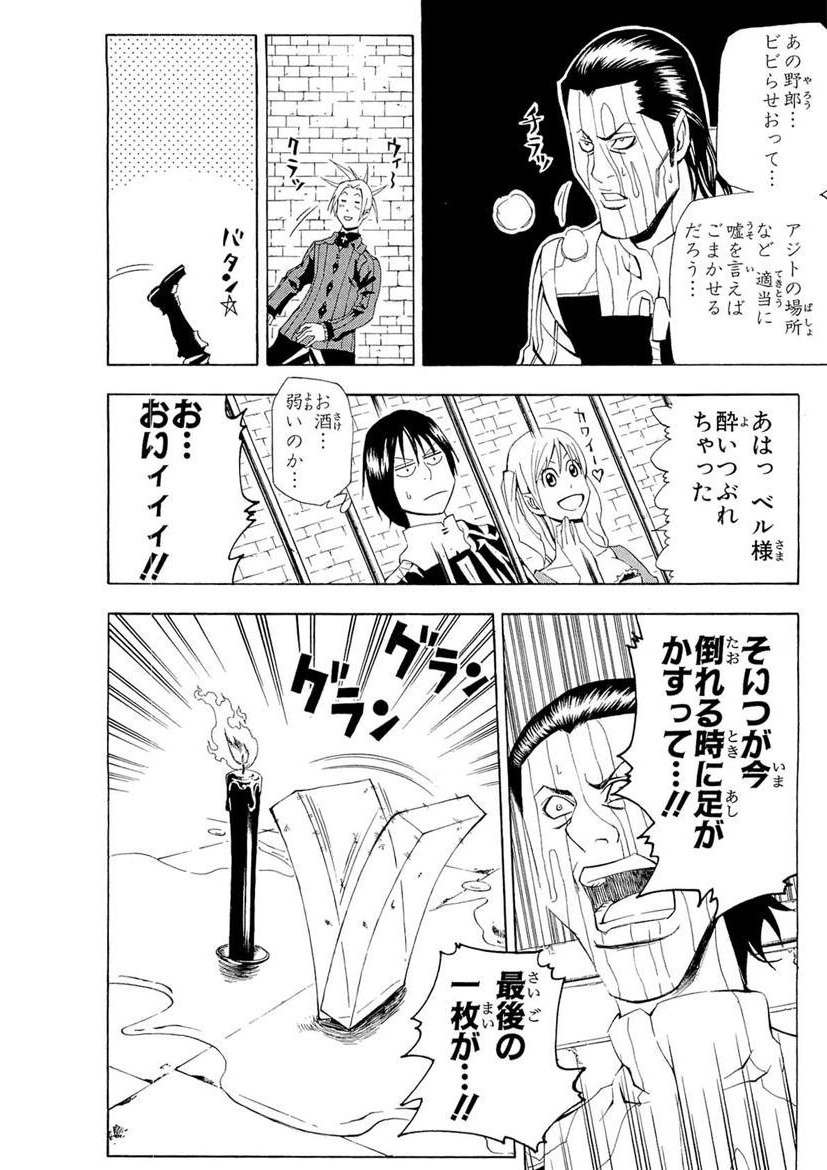 あの野郎…
ビビらせおって…
アジトの場所
など 適当に
嘘を言えば
ごまかせる
だろう…
チラッ
ウィ～
クラッ
バタン☆
あはっ ベル様
酔いつぶれ
ちゃった
カワイイー♡
お酒…
弱いのか…
お…
おいィィィ!!
そいつが今
倒れる時に足が
かすって…!!
最後の
一枚が…!!
グラン
グラン